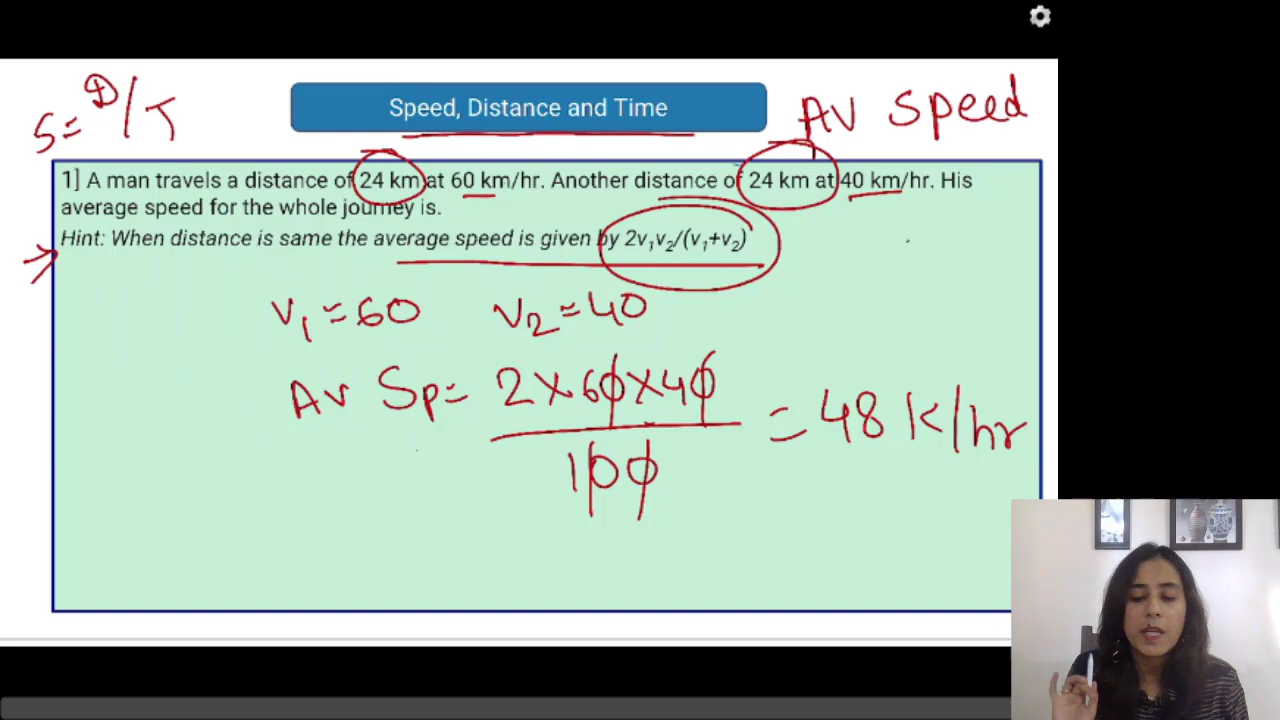 S= D/T
Speed, Distance and Time
AV Speed
1] A man travels a distance of 24 km at 60 km/hr. Another distance of 24 km at 40 km/hr. His
average speed for the whole journey is.
Hint: When distance is same the average speed is given by 2v₁v₂/(v₁+v₂)
V₁=60 V₂=40
AV Sp= 2×60×40
= 48 K/hr
100